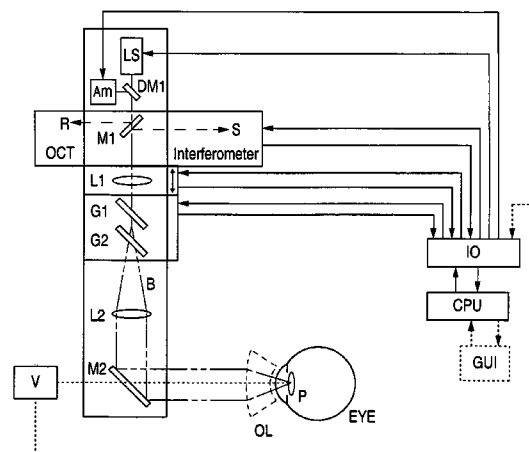 LS
Am
DM1
R
M1
S
OCT
Interferometer
L1
G1
G2
IO
B
CPU
L2
GUI
M2
V
P
OL
EYE